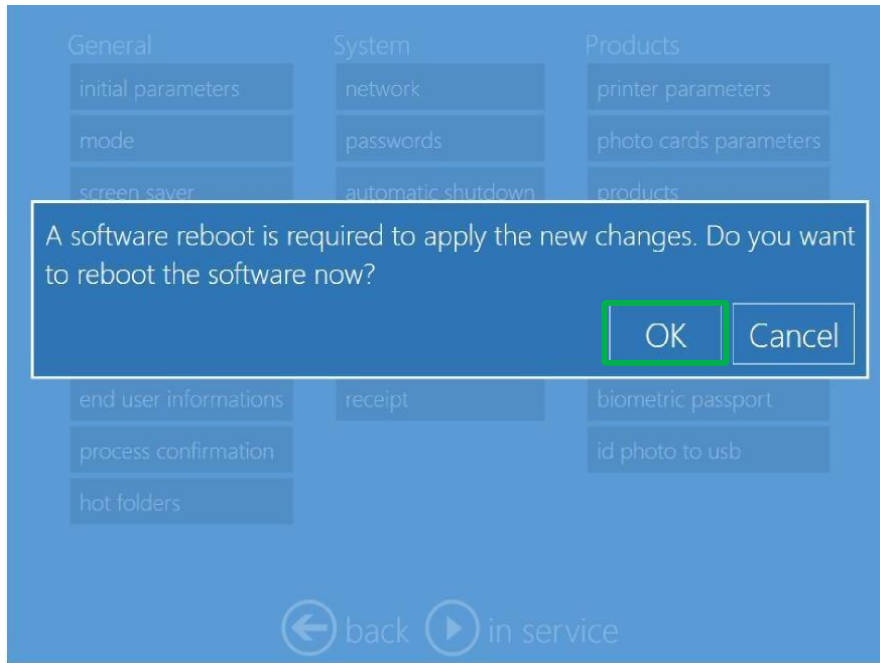 General
System
Products
initial parameters
network
printer parameters
mode
passwords
photo cards parameters
screen saver
automatic shutdown
products
A software reboot is required to apply the new changes. Do you want
to reboot the software now?
OK
Cancel
end user informations
receipt
biometric passport
process confirmation
id photo to usb
hot folders
back
in service